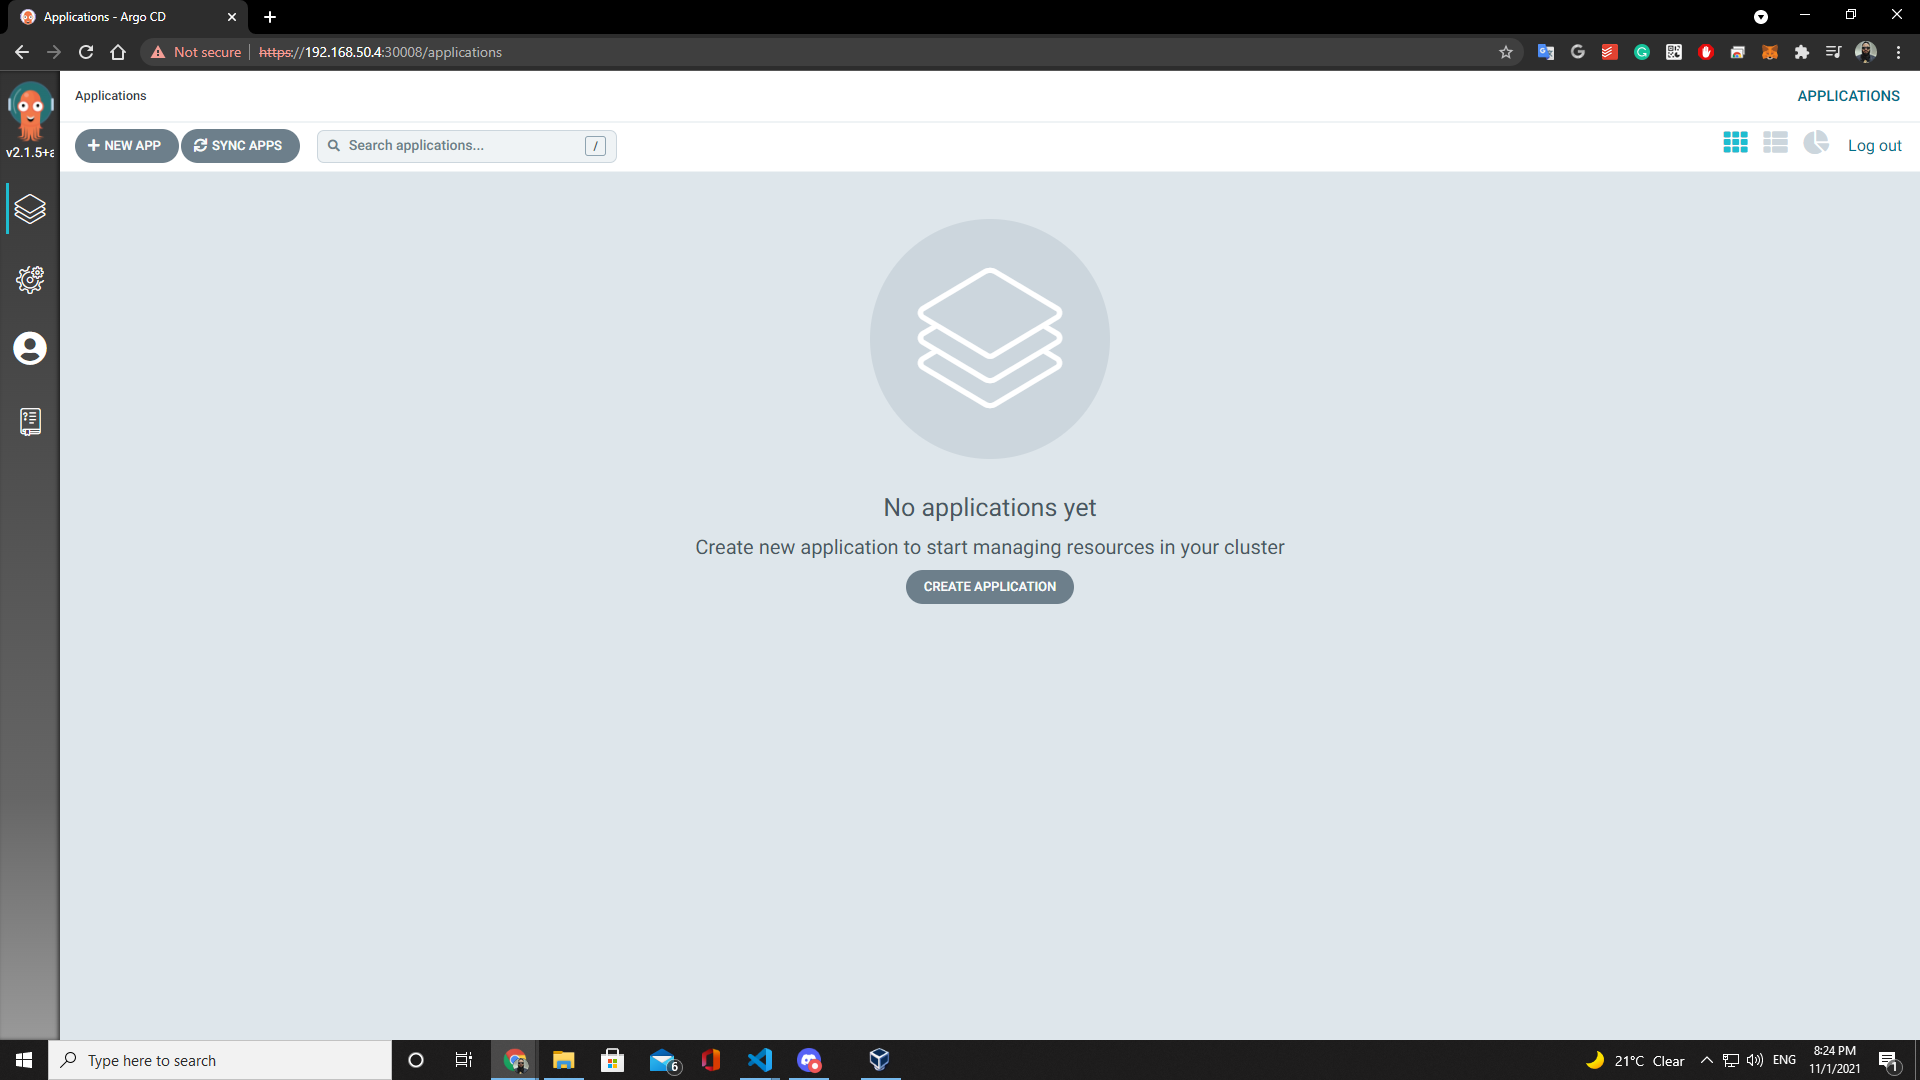 Applications - Argo CD
Not secure https://192.168.50.4:30008/applications
Applications
APPLICATIONS
v2.1.5+a
NEW APP
SYNC APPS
Search applications...
/
Log out
No applications yet
Create new application to start managing resources in your cluster
CREATE APPLICATION
Type here to search
6
21°C Clear
ENG
8:24 PM
11/1/2021
1